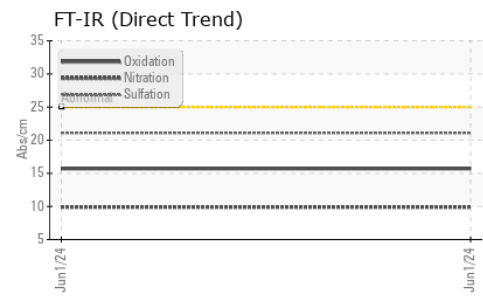 FT-IR (Direct Trend)
35
30
25
20
15
10
5
Abs/cm
Oxidation
Nitration
Sulfation
Abnormal
Jun1/24
Jun1/24